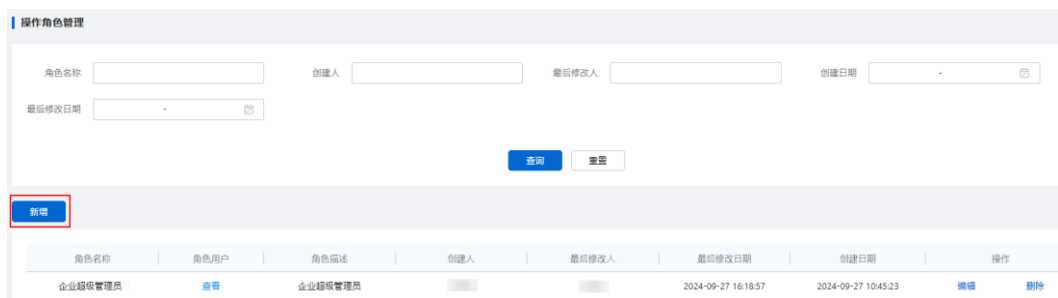 操作角色管理
角色名称 创建人 最后修改人 创建日期 -
最后修改日期 -
查询 重置
新增
角色名称 角色用户 角色描述 创建人 最后修改人 最后修改日期 创建日期 操作
企业超级管理员 查看 企业超级管理员 2024-09-27 16:18:57 2024-09-27 10:45:23 编辑 删除